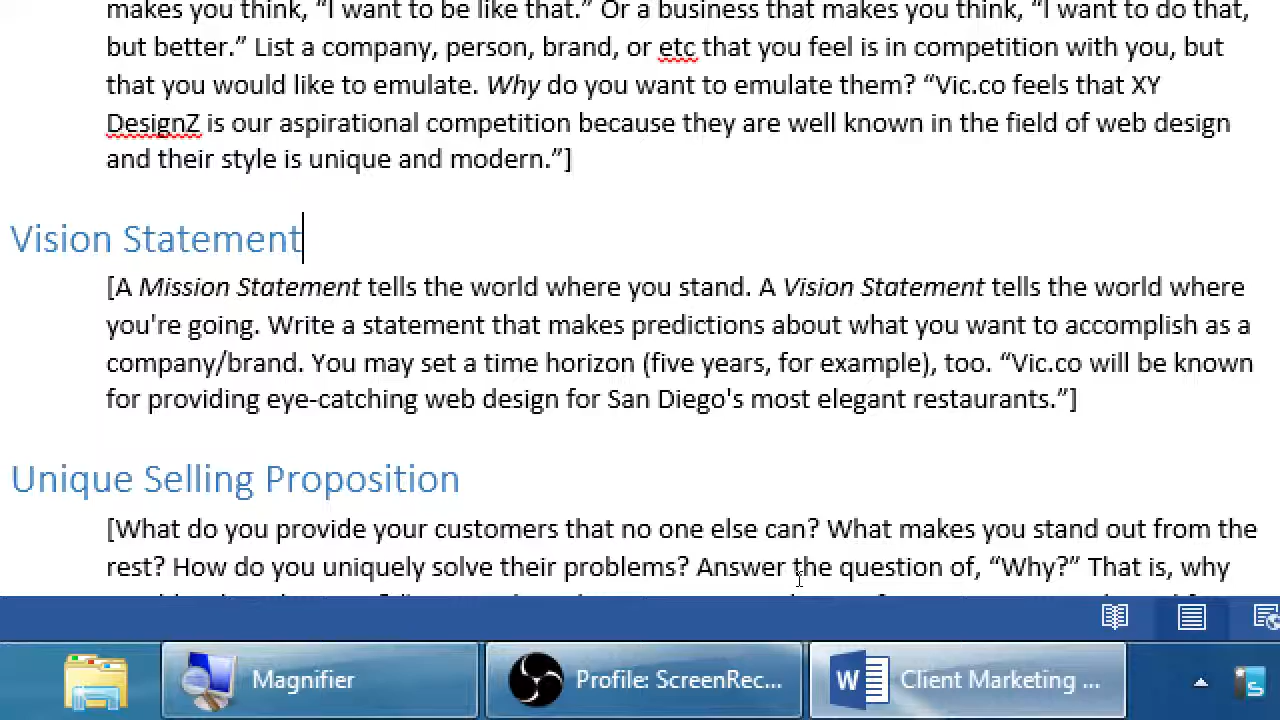 makes you think, “I want to be like that.” Or a business that makes you think, “I want to do that,
but better.” List a company, person, brand, or etc that you feel is in competition with you, but
that you would like to emulate. Why do you want to emulate them? “Vic.co feels that XY
DesignZ is our aspirational competition because they are well known in the field of web design
and their style is unique and modern.”]
Vision Statement
[A Mission Statement tells the world where you stand. A Vision Statement tells the world where
you're going. Write a statement that makes predictions about what you want to accomplish as a
company/brand. You may set a time horizon (five years, for example), too. “Vic.co will be known
for providing eye-catching web design for San Diego's most elegant restaurants.”]
Unique Selling Proposition
[What do you provide your customers that no one else can? What makes you stand out from the
rest? How do you uniquely solve their problems? Answer the question of, “Why?” That is, why
Magnifier
Profile: ScreenRec...
Client Marketing ...